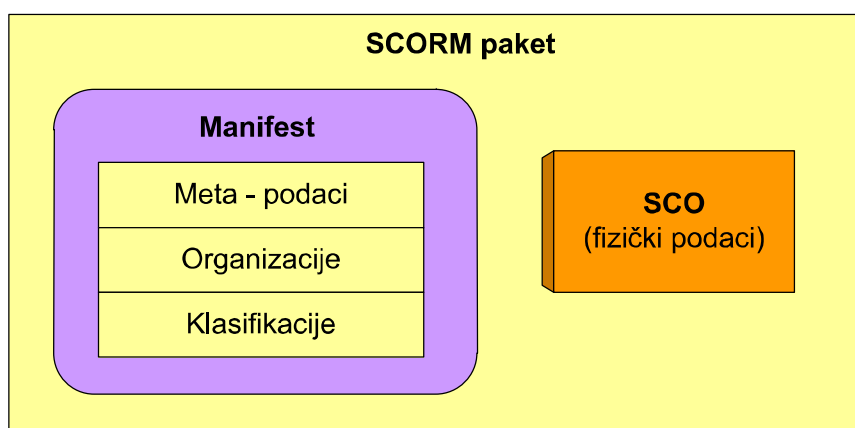 SCORM paket
Manifest
Meta - podaci
Organizacije
Klasifikacije
SCO
(fizički podaci)